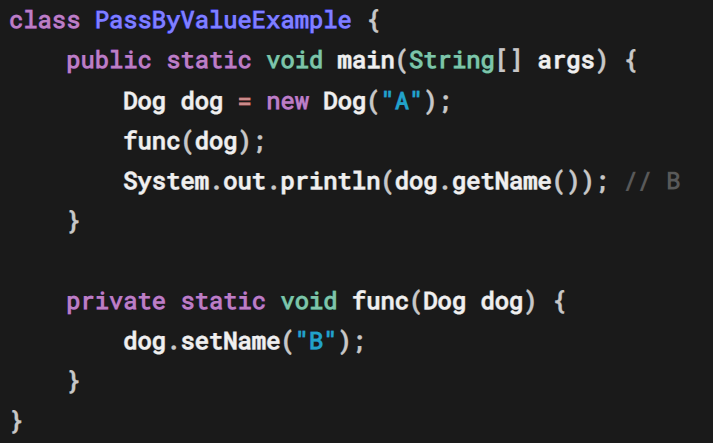 class PassByValueExample {
    public static void main(String[] args) {
        Dog dog = new Dog("A");
        func(dog);
        System.out.println(dog.getName()); // B
    }

    private static void func(Dog dog) {
        dog.setName("B");
    }
}